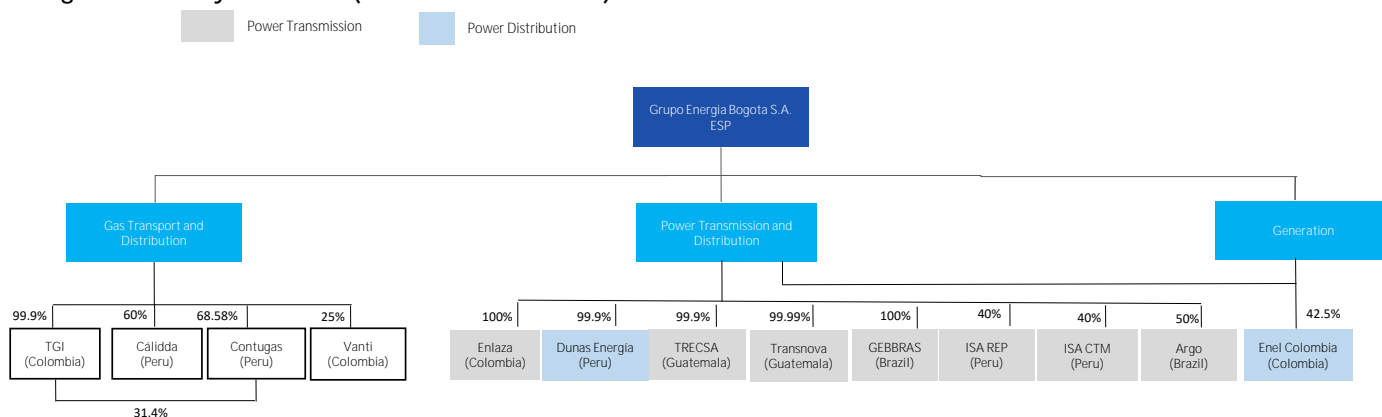 Power Transmission
Power Distribution
Grupo Energia Bogota S.A.
ESP
Gas Transport and
Distribution
Power Transmission and
Distribution
Generation
99.9%
60%
68.58%
25%
100%
99.9%
99.9%
99.99%
100%
40%
40%
50%
42.5%
TGI
(Colombia)
Cálidda
(Peru)
Contugas
(Peru)
Vanti
(Colombia)
Enlaza
(Colombia)
Dunas Energía
(Peru)
TRECSA
(Guatemala)
Transnova
(Guatemala)
GEBBRAS
(Brazil)
ISA REP
(Peru)
ISA CTM
(Peru)
Argo
(Brazil)
Enel Colombia
(Colombia)
31.4%